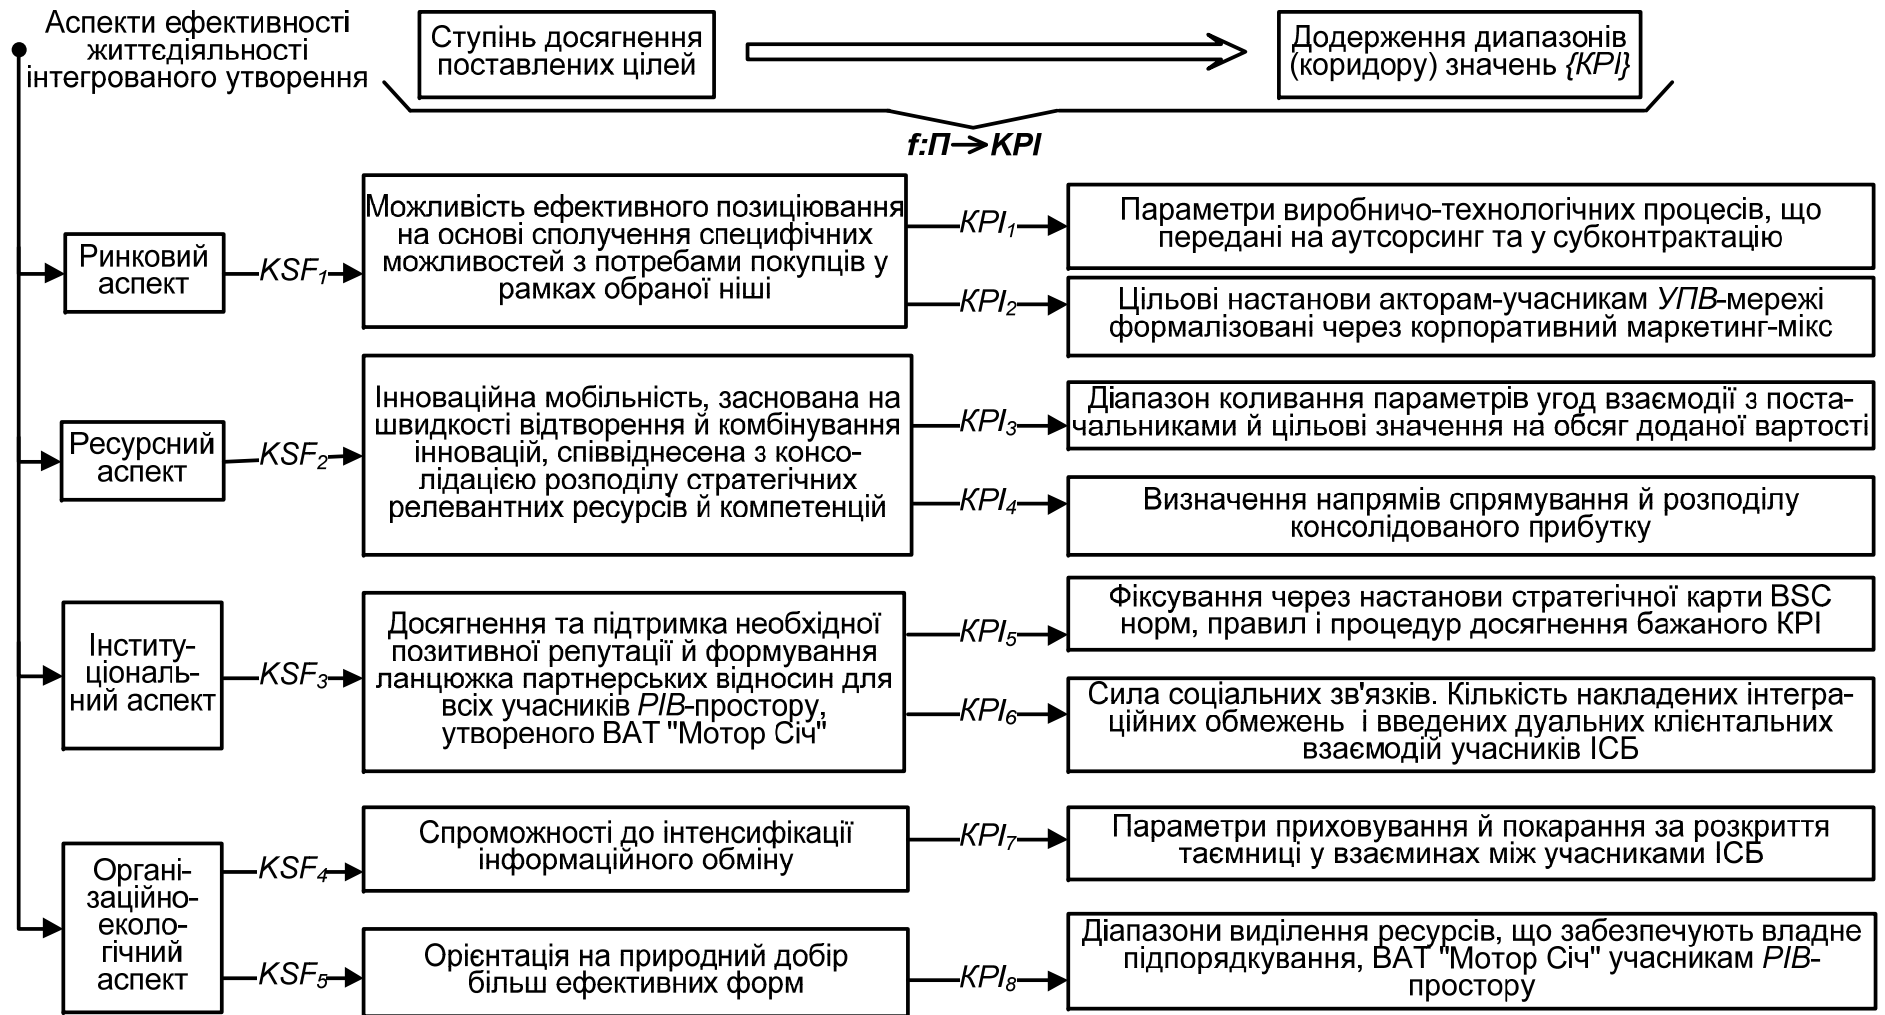 Аспекти ефективності
життєдіяльності
інтегрованого утворення
Ступінь досягнення
поставлених цілей
Додерження диапазонів
(коридору) значень {KPI}
f:П→KPI
Ринковий
аспект
KSF1
Можливість ефективного позиціювання
на основі сполучення специфічних
можливостей з потребами покупців у
рамках обраної ніші
KPI1
Параметри виробничо-технологічних процесів, що
передані на аутсорсинг та у субконтрактацію
KPI2
Цільові настанови акторам-учасникам УПВ-мережі
формалізовані через корпоративний маркетинг-мікс
Ресурсний
аспект
KSF2
Інноваційна мобільність, заснована на
швидкості відтворення й комбінування
інновацій, співвіднесена з консо-
лідацією розподілу стратегічних
релевантних ресурсів й компетенцій
KPI3
Діапазон коливання параметрів угод взаємодії з поста-
чальниками й цільові значення на обсяг доданої вартості
KPI4
Визначення напрямів спрямування й розподілу
консолідованого прибутку
Інститу-
ціональ-
ний аспект
KSF3
Досягнення та підтримка необхідної
позитивної репутації й формування
ланцюжка партнерських відносин для
всіх учасників РІВ-простору,
утвореного ВАТ "Мотор Січ"
KPI5
Фіксування через настанови стратегічної карти BSC
норм, правил і процедур досягнення бажаного KPI
KPI6
Сила соціальних зв'язків. Кількість накладених інтегра-
ційних обмежень і введених дуальних клієнтальних
взаємодій учасників ІСБ
Органі-
заційно-
еколо-
гічний
аспект
KSF4
Спроможності до інтенсифікації
інформаційного обміну
KPI7
Параметри приховування й покарання за розкриття
таємниці у взаєминах між учасниками ІСБ
KSF5
Орієнтація на природний добір
більш ефективних форм
KPI8
Діапазони виділення ресурсів, що забезпечують владне
підпорядкування, ВАТ "Мотор Січ" учасникам РІВ-
простору